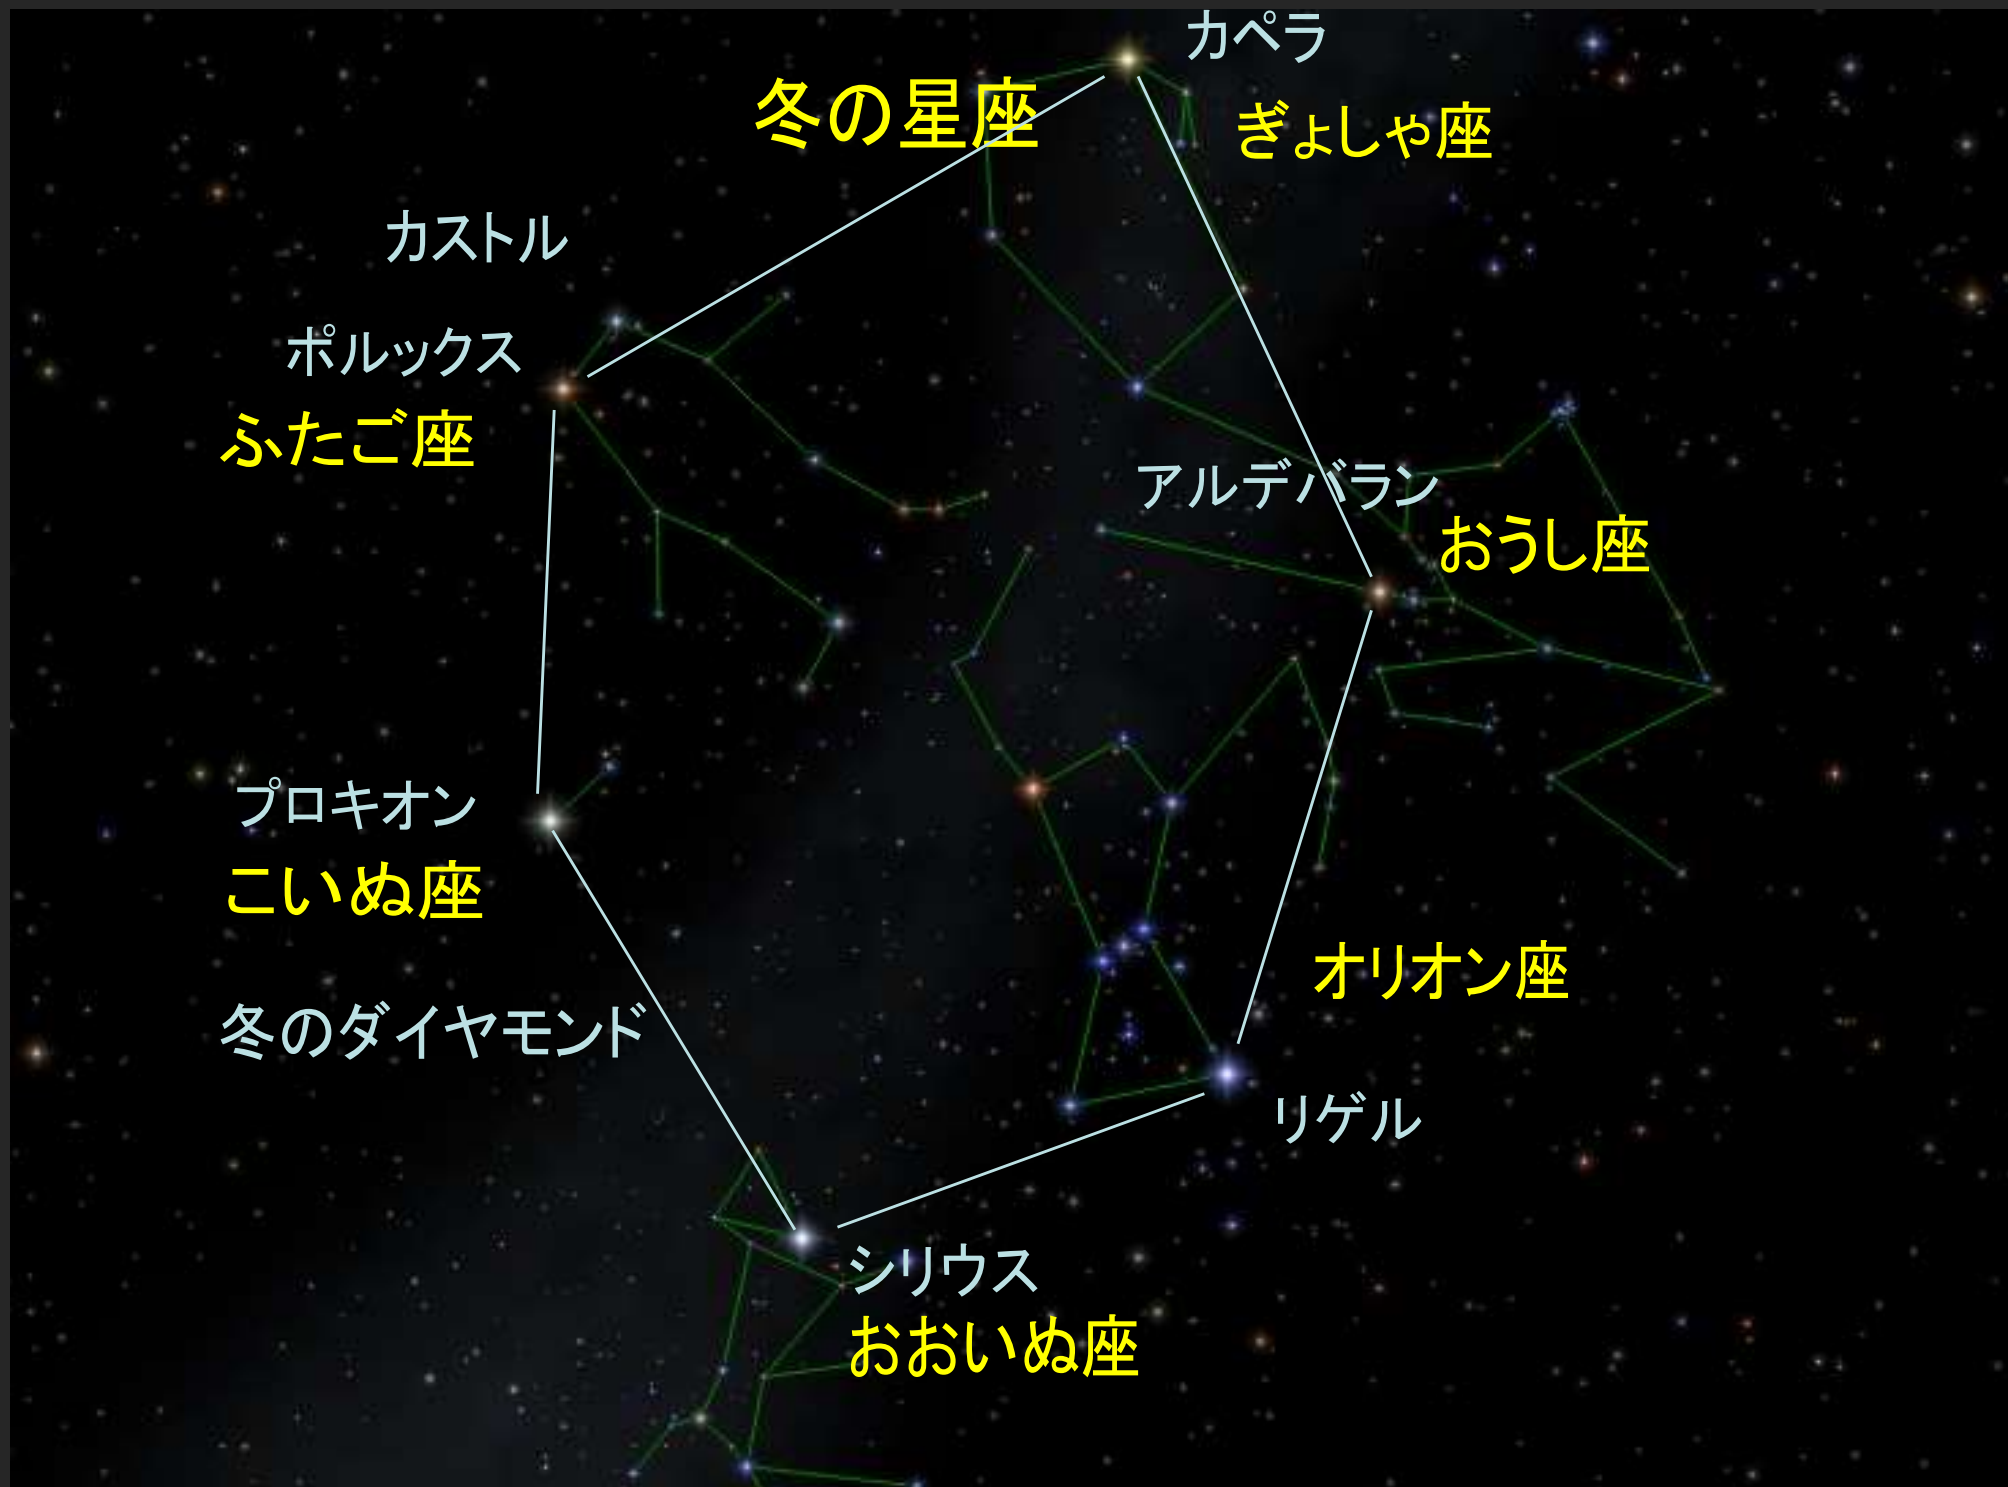 カペラ
冬の星座
ぎょしゃ座
カストル
ポルックス
ふたご座
アルデバラン
おうし座
プロキオン
こいぬ座
オリオン座
冬のダイヤモンド
リゲル
シリウス
おおいぬ座